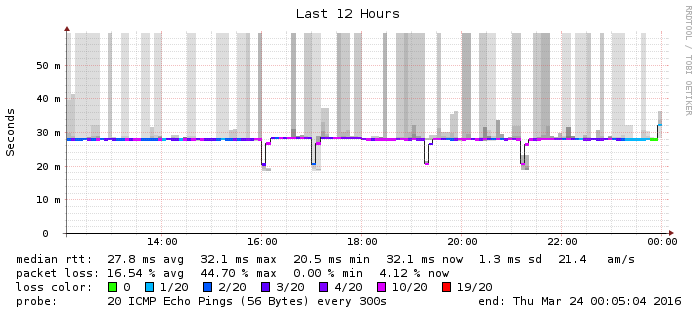 Last 12 Hours
RRDTOOL / TOBI OETIKER
Seconds
50 m
40 m
30 m
20 m
10 m
0
14:00 16:00 18:00 20:00 22:00 00:00
median rtt: 27.8 ms avg 32.1 ms max 20.5 ms min 32.1 ms now 1.3 ms sd 21.4 am/s
packet loss: 16.54 % avg 44.70 % max 0.00 % min 4.12 % now
loss color: 0 1/20 2/20 3/20 4/20 10/20 19/20
probe: 20 ICMP Echo Pings (56 Bytes) every 300s end: Thu Mar 24 00:05:04 2016